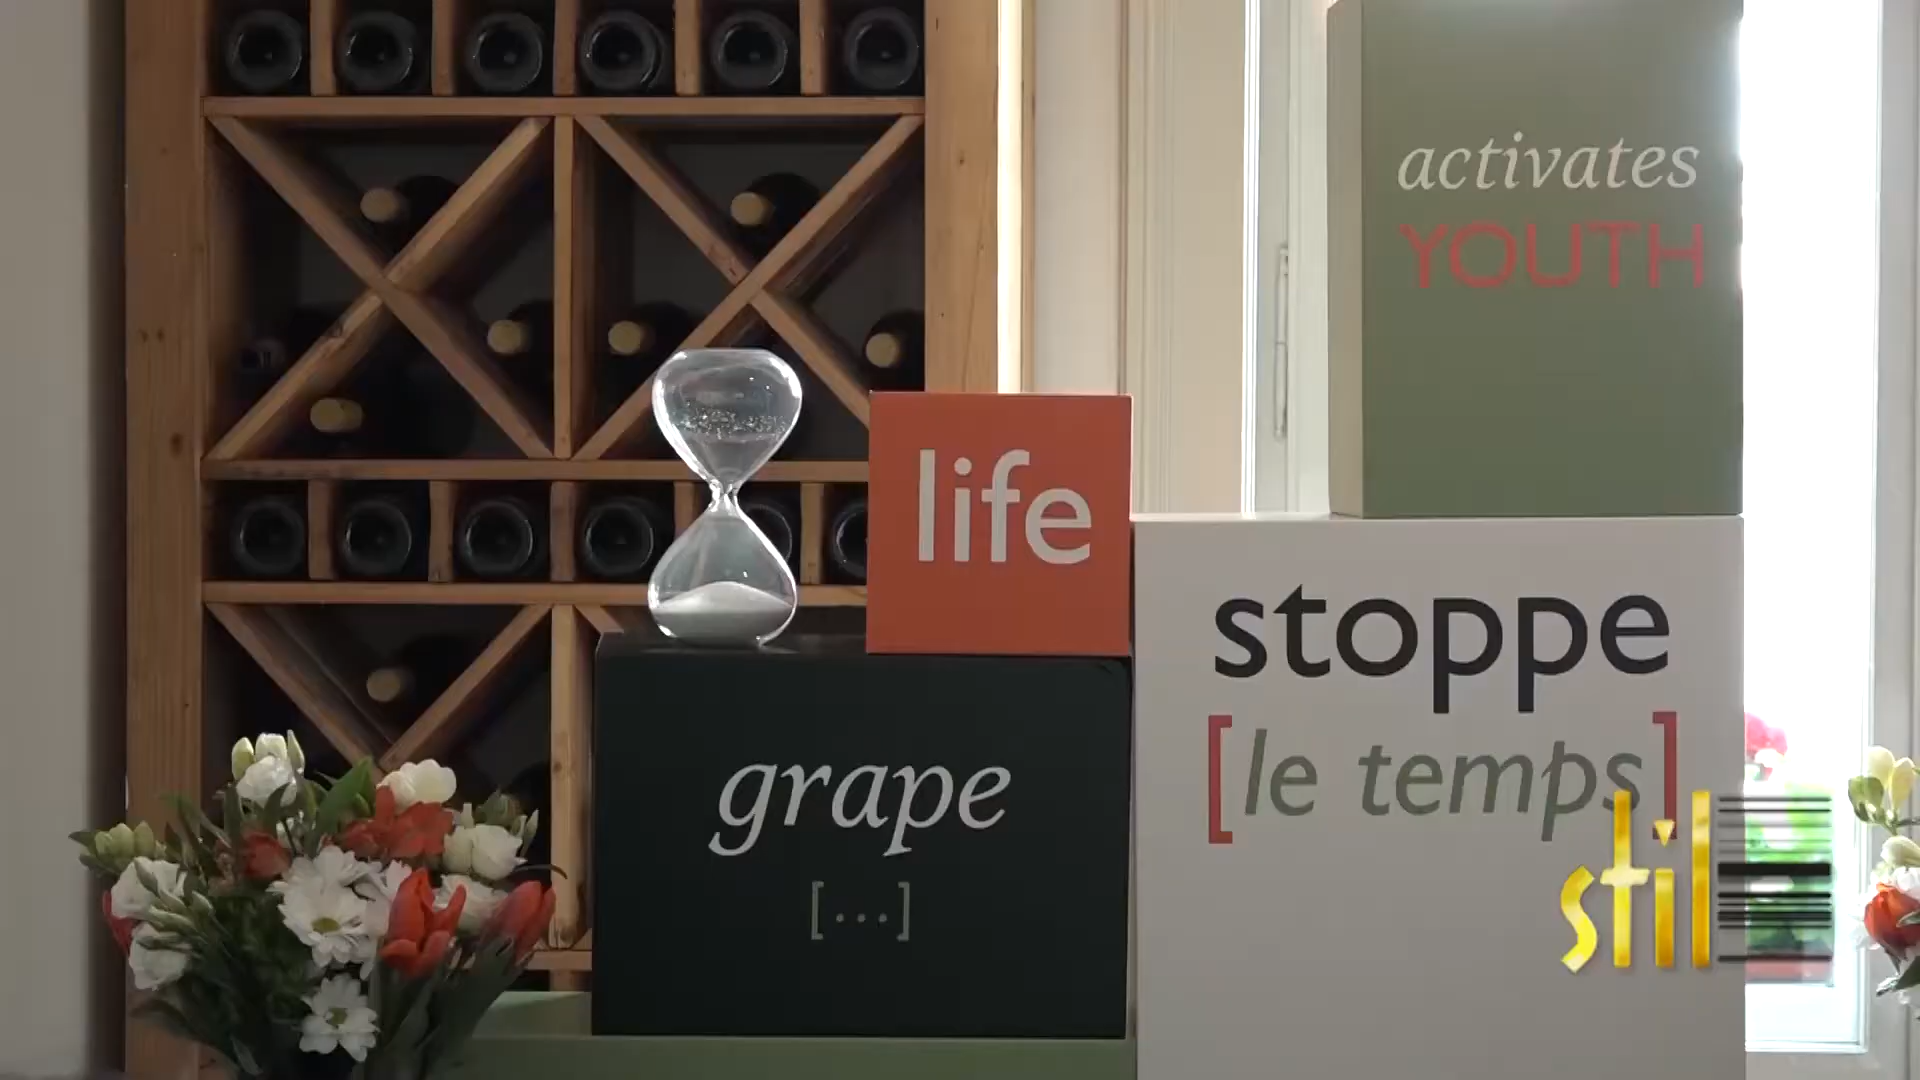 activates
YOUTH
life
stoppe
[le temps]
grape
[...]
stil